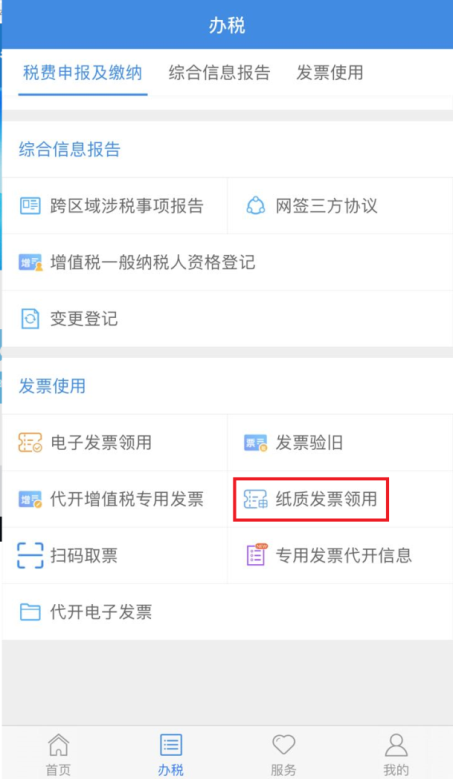 办税
税费申报及缴纳 综合信息报告 发票使用
综合信息报告
跨区域涉税事项报告 网签三方协议
增值税一般纳税人资格登记
变更登记
发票使用
电子发票领用 发票验旧
代开增值税专用发票 纸质发票领用
扫码取票 专用发票代开信息
代开电子发票
首页 办税 服务 我的